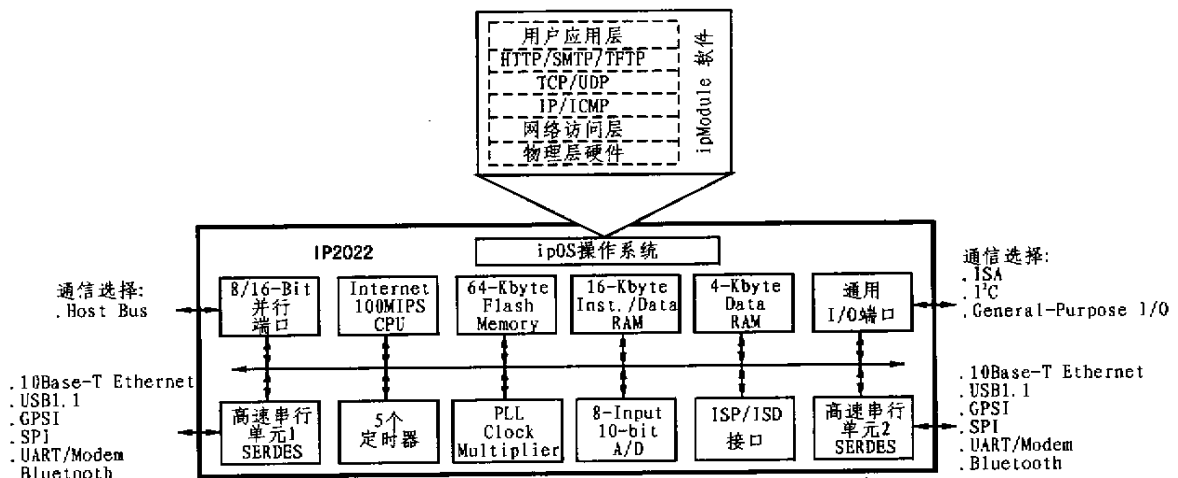 用户应用层
HTTP/SMTP/TFTP
TCP/UDP
IP/ICMP
网络访问层
物理层硬件
ipModule 软件
IP2022
ipOS操作系统
通信选择:
.Host Bus
8/16-Bit
并行
端口
Internet
100MIPS
CPU
64-Kbyte
Flash
Memory
16-Kbyte
Inst./Data
RAM
4-Kbyte
Data
RAM
通用
I/O端口
通信选择:
.ISA
.I²C
.General-Purpose I/O
.10Base-T Ethernet
.USB1.1
.GPSI
.SPI
.UART/Modem
.Bluetooth
高速串行
单元1
SERDES
5个
定时器
PLL
Clock
Multiplier
8-Input
10-bit
A/D
ISP/ISD
接口
高速串行
单元2
SERDES
.10Base-T Ethernet
.USB1.1
.GPSI
.SPI
.UART/Modem
.Bluetooth